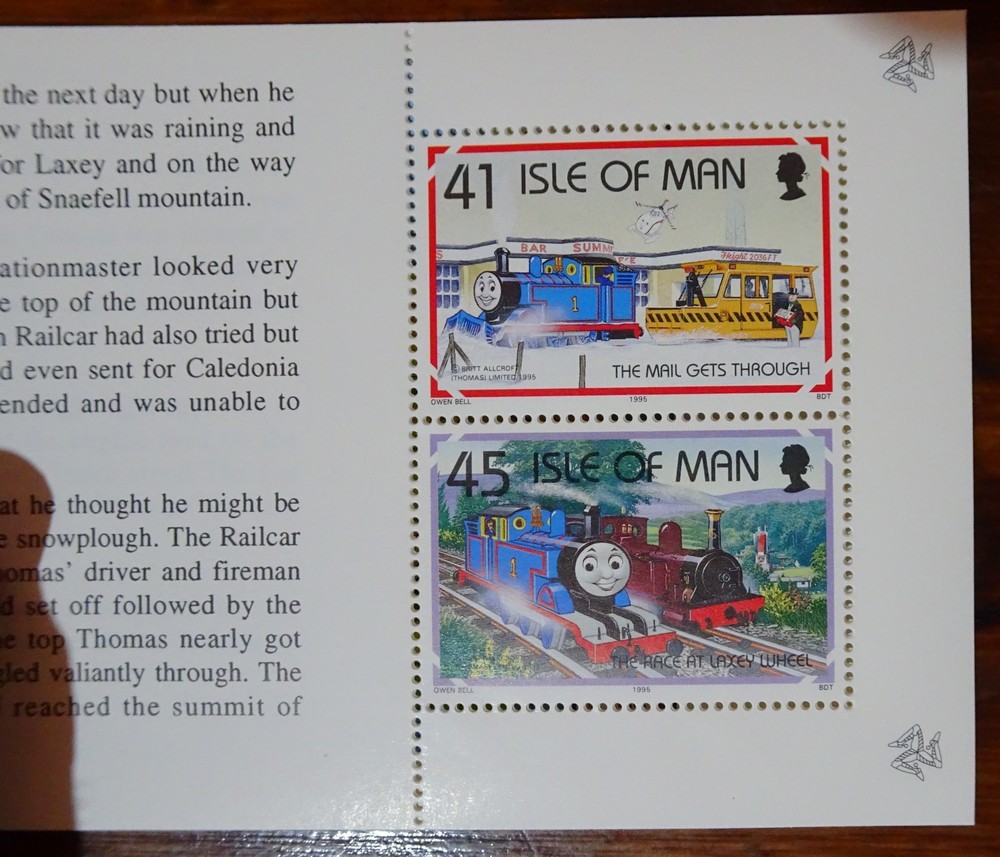 the next day but when he
w that it was raining and
or Laxey and on the way
of Snaefell mountain.
ationmaster looked very
e top of the mountain but
n Railcar had also tried but
d even sent for Caledonia
ended and was unable to
at he thought he might be
e snowplough. The Railcar
omas' driver and fireman
d set off followed by the
e top Thomas nearly got
gled valiantly through. The
reached the summit of
41 ISLE OF MAN
S BAR SUMM
FE
Height 2036FT
1
© BRITT ALLCROFT
(THOMAS) LIMITED 1995
THE MAIL GETS THROUGH
OWEN BELL 1995 BDT
45 ISLE OF MAN
1
THE RACE AT LAXEY WHEEL
OWEN BELL 1995 BDT